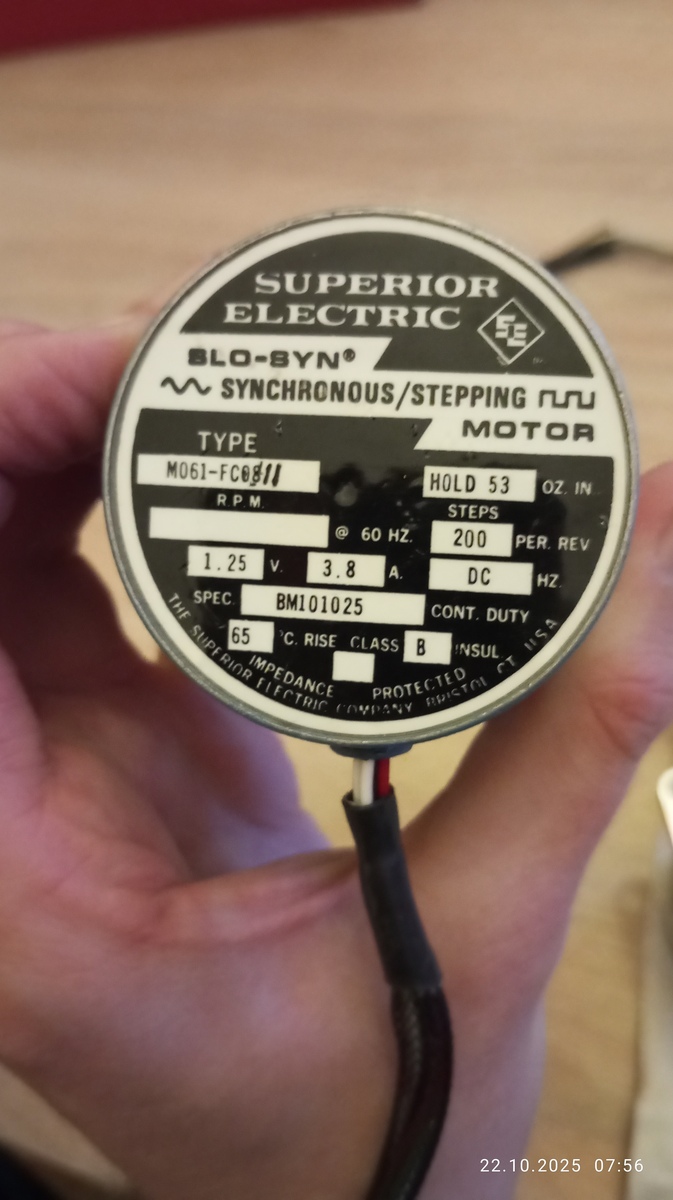 SUPERIOR
ELECTRIC
SE
SLO-SYN®
SYNCHRONOUS/STEPPING
MOTOR
TYPE
HOLD 53 OZ. IN.
R.P.M.
STEPS
@ 60 HZ.
200 PER. REV
1.25 V. 3.8 A. DC HZ.
SPEC. BM101025 CONT. DUTY
65 °C. RISE CLASS B INSUL.
IMPEDANCE PROTECTED
THE SUPERIOR ELECTRIC COMPANY BRISTOL CT. USA
22.10.2025 07:56